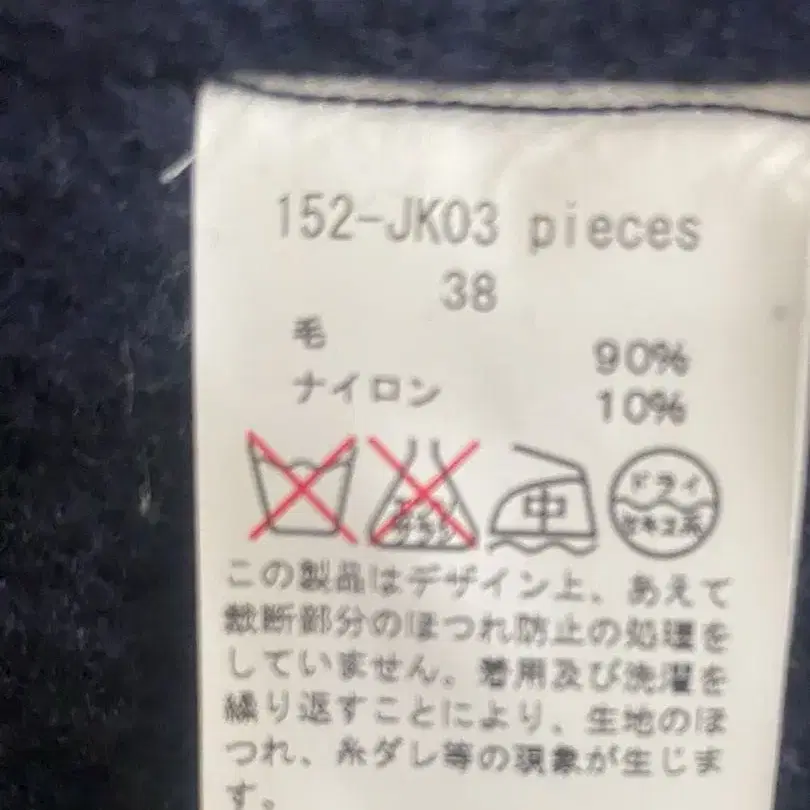 152-JK03 pieces
38
毛 90%
ナイロン 10%
中
ドライ
セキユ系
この製品はデザイン上、あえて
裁断部分のほつれ防止の処理を
していません。着用及び洗濯を
繰り返すことにより、生地のほ
つれ、糸ダレ等の現象が生じま
す。